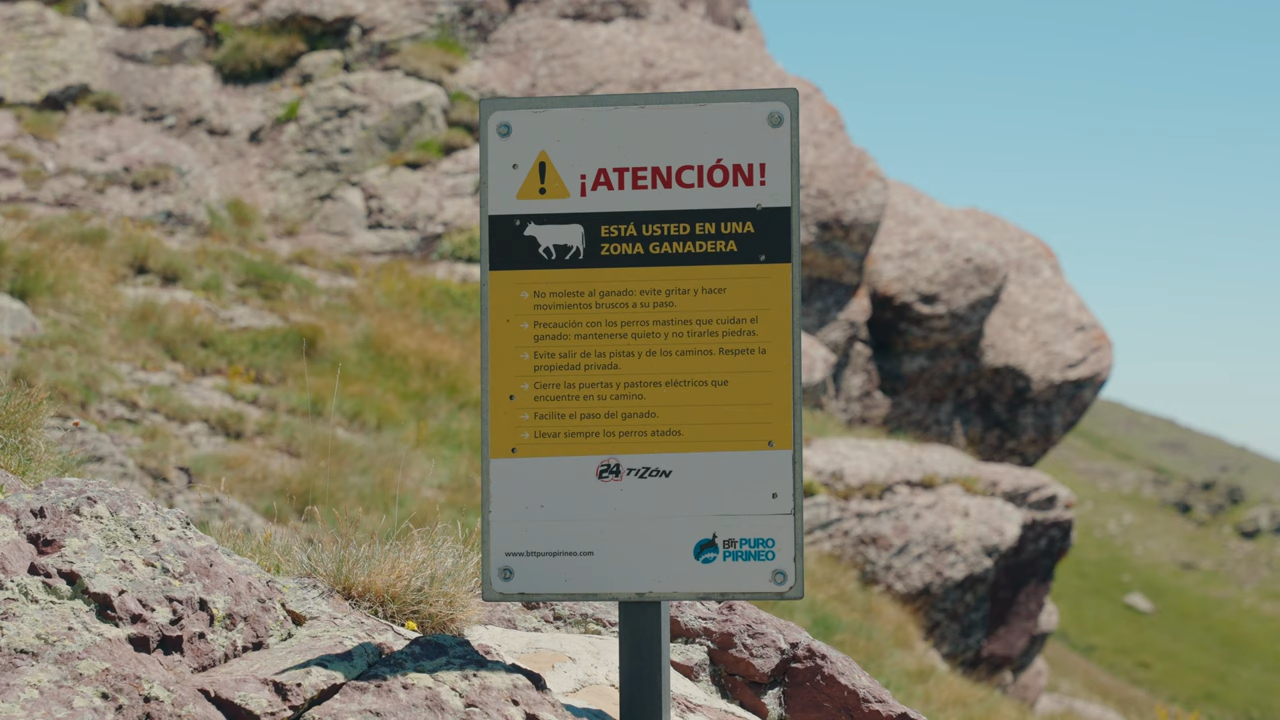 ¡ATENCIÓN!
ESTÁ USTED EN UNA
ZONA GANADERA
No moleste al ganado: evite gritar y hacer
movimientos bruscos a su paso.
Precaución con los perros mastines que cuidan el
ganado: mantenerse quieto y no tirarles piedras.
Evite salir de las pistas y de los caminos. Respete la
propiedad privada.
Cierre las puertas y pastores eléctricos que
encuentre en su camino.
Facilite el paso del ganado.
Llevar siempre los perros atados.
24 TIZÓN
www.bttpuropirineo.com
BTT PURO
PIRINEO